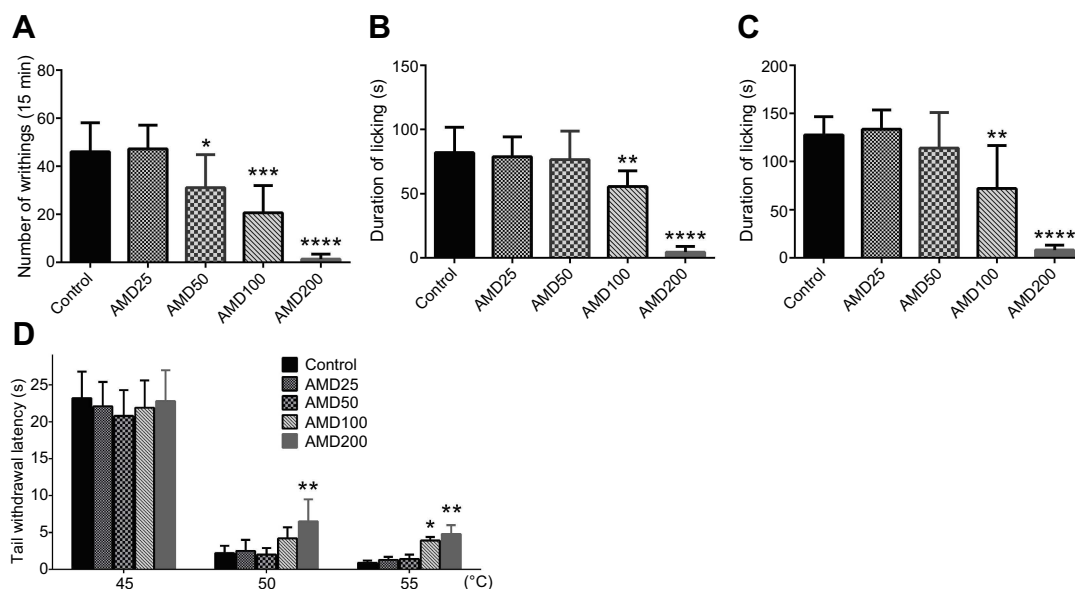 A
Number of writhings (15 min)
80
60
40
20
0
*
***
****
Control
AMD25
AMD50
AMD100
AMD200
B
Duration of licking (s)
150
100
50
0
**
****
Control
AMD25
AMD50
AMD100
AMD200
C
Duration of licking (s)
200
150
100
50
0
**
****
Control
AMD25
AMD50
AMD100
AMD200
D
Tail withdrawal latency (s)
25
20
15
10
5
0
Control
AMD25
AMD50
AMD100
AMD200
**
*
**
45
50
55
(°C)